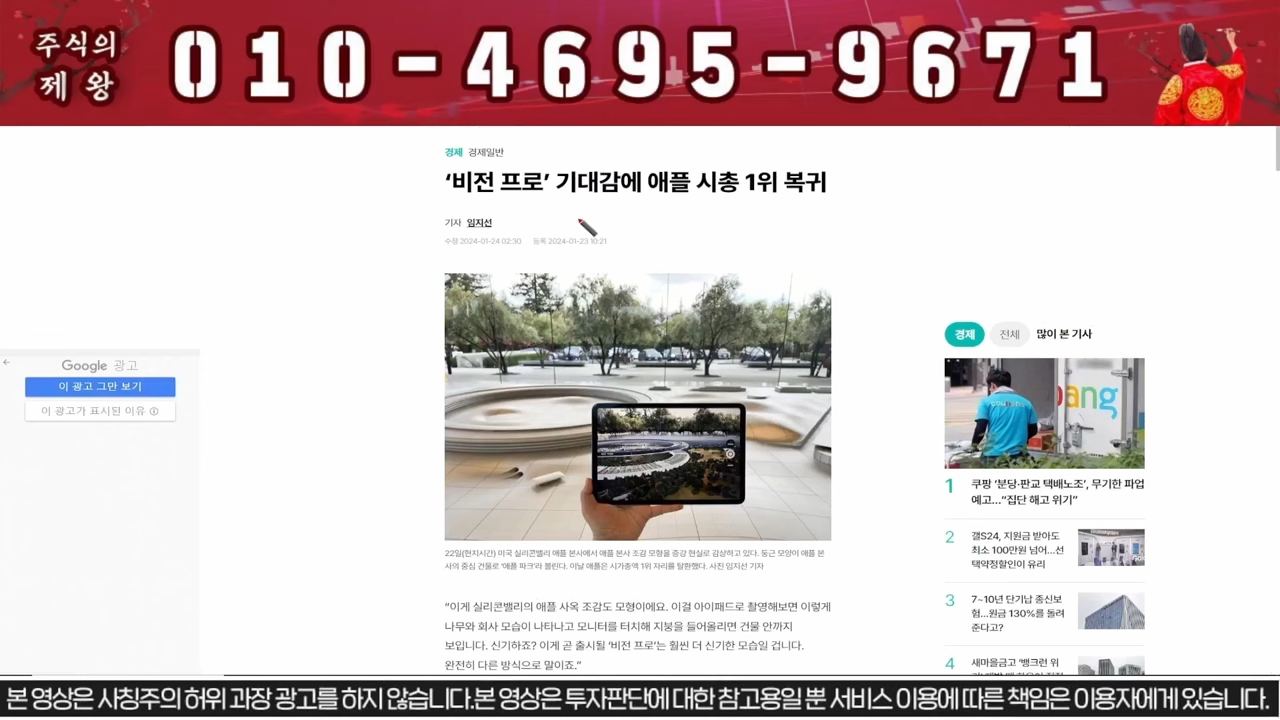 주식의
제 왕
010-4695-9671
경제 경제일반
‘비전 프로’ 기대감에 애플 시총 1위 복귀
기자 임지선
수정 2024-01-24 02:30 등록 2024-01-23 10:21
22일(현지시간) 미국 실리콘밸리 애플 본사에서 애플 본사 조감 모형을 증강 현실로 감상하고 있다. 둥근 모양이 애플 본
사의 중심 건물로 ‘애플 파크’라 불린다. 이날 애플은 시가총액 1위 자리를 탈환했다. 사진 임지선 기자
“이게 실리콘밸리의 애플 사옥 조감도 모형이에요. 이걸 아이패드로 촬영해보면 이렇게
나무와 회사 모습이 나타나고 모니터를 터치해 지붕을 들어올리면 건물 안까지
보입니다. 신기하죠? 이게 곧 출시될 ‘비전 프로’는 훨씬 더 신기한 모습일 겁니다.
완전히 다른 방식으로 말이죠.”
Google 광고
이 광고 그만 보기
이 광고가 표시된 이유
경제 전체 많이 본 기사
ang
1 쿠팡 ‘분당·판교 택배노조’, 무기한 파업
예고…“집단 해고 위기”
2 갤S24, 지원금 받아도
최소 100만원 넘어…선
택약정할인이 유리
3 7~10년 단기납 종신보
험…원금 130%를 돌려
준다고?
4 새마을금고 ‘뱅크런 위
본 영상은 사칭주의 허위 과장 광고를 하지 않습니다.본 영상은 투자판단에 대한 참고용일 뿐 서비스 이용에 따른 책임은 이용자에게 있습니다.